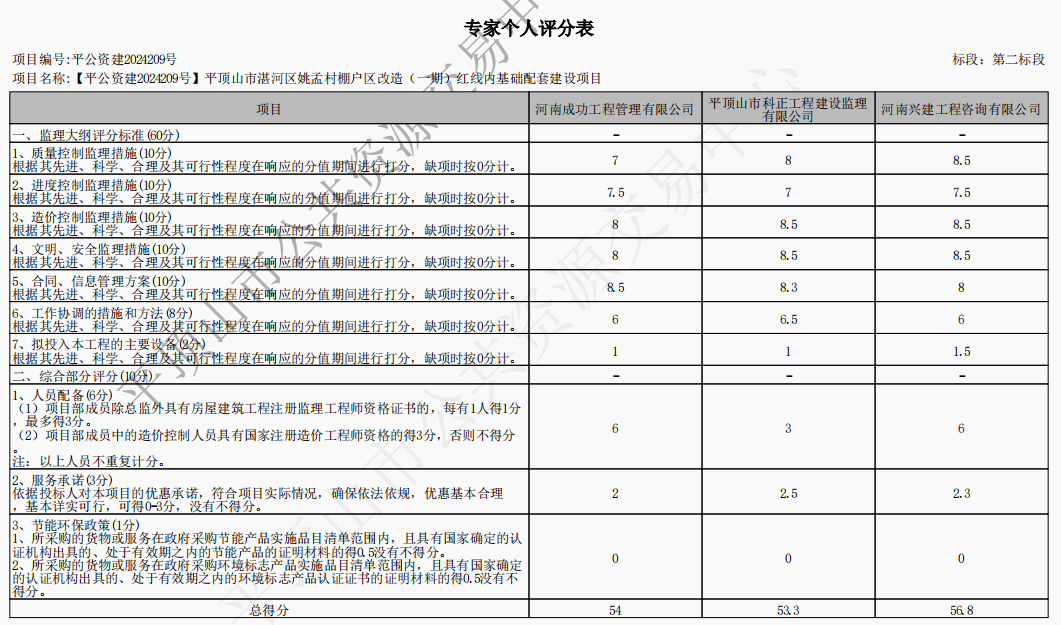 专家个人评分表
项目编号:平公资建2024209号
标段：第二标段
项目名称:【平公资建2024209号】平顶山市湛河区姚孟村棚户区改造（一期）红线内基础配套建设项目
项目 河南成功工程管理有限公司 平顶山市科正工程建设监理 河南兴建工程咨询有限公司
有限公司
一、监理大纲评分标准(60分) - - -
1、质量控制监理措施(10分)
根据其先进、科学、合理及其可行性程度在响应的分值期间进行打分，缺项时按0分计。 7 8 8.5
2、进度控制监理措施(10分)
根据其先进、科学、合理及其可行性程度在响应的分值期间进行打分，缺项时按0分计。 7.5 7 7.5
3、造价控制监理措施(10分)
根据其先进、科学、合理及其可行性程度在响应的分值期间进行打分，缺项时按0分计。 8 8.5 8.5
4、文明、安全监理措施(10分)
根据其先进、科学、合理及其可行性程度在响应的分值期间进行打分，缺项时按0分计。 8 8.5 8.5
5、合同、信息管理方案(10分)
根据其先进、科学、合理及其可行性程度在响应的分值期间进行打分，缺项时按0分计。 8.5 8.3 8
6、工作协调的措施和方法(8分)
根据其先进、科学、合理及其可行性程度在响应的分值期间进行打分，缺项时按0分计。 6 6.5 6
7、拟投入本工程的主要设备(2分)
根据其先进、科学、合理及其可行性程度在响应的分值期间进行打分，缺项时按0分计。 1 1 1.5
二、综合部分评分(10分) - - -
1、人员配备(6分)
（1）项目部成员除总监外具有房屋建筑工程注册监理工程师资格证书的，每有1人得1分
，最多得3分。
（2）项目部成员中的造价控制人员具有国家注册造价工程师资格的得3分，否则不得分 6 3 6
。
注：以上人员不重复计分。
2、服务承诺(3分)
依据投标人对本项目的优惠承诺，符合项目实际情况，确保依法依规，优惠基本合理 2 2.5 2.3
，基本详实可行，可得0-3分，没有不得分。
3、节能环保政策(1分)
1、所采购的货物或服务在政府采购节能产品实施品目清单范围内，且具有国家确定的认
证机构出具的、处于有效期之内的节能产品的证明材料的得0.5没有不得分。 0 0 0
2、所采购的货物或服务在政府采购环境标志产品实施品目清单范围内，且具有国家确定
的认证机构出具的、处于有效期之内的环境标志产品认证证书的证明材料的得0.5没有不
得分。
总得分 54 53.3 56.8
平顶山市公共资源交易中
平顶山市公共资源交易中心